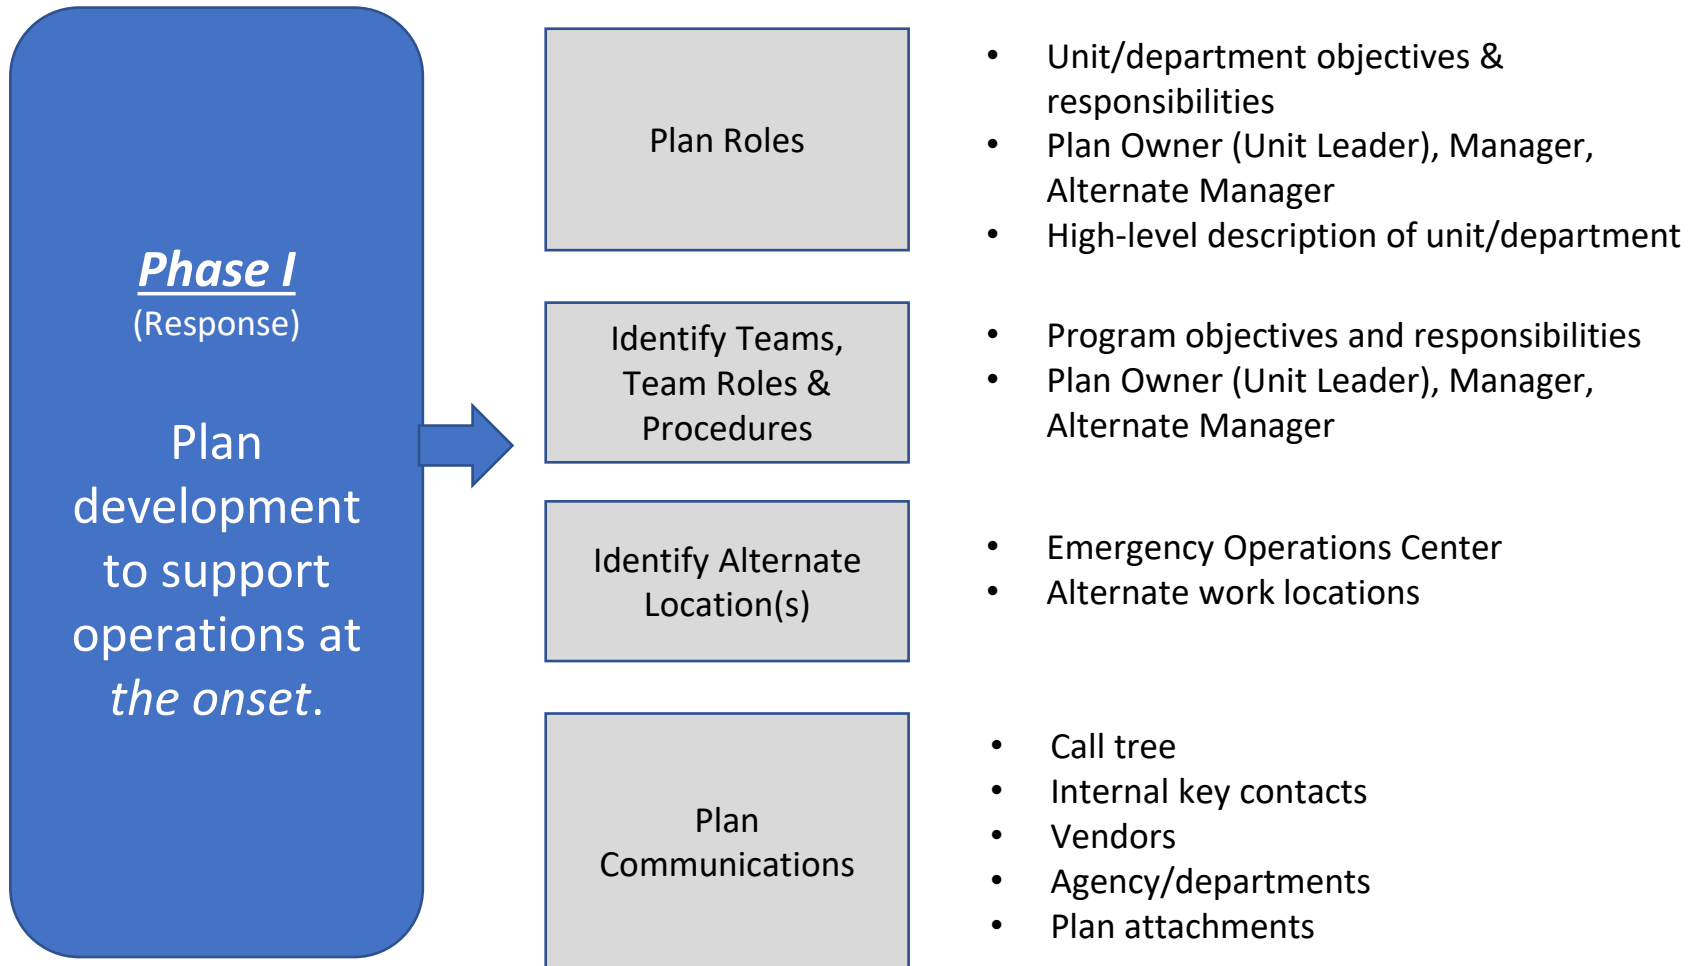 Phase I
(Response)
Plan
development
to support
operations at
the onset.
Plan Roles
• Unit/department objectives &
responsibilities
• Plan Owner (Unit Leader), Manager,
Alternate Manager
• High-level description of unit/department
Identify Teams,
Team Roles &
Procedures
• Program objectives and responsibilities
• Plan Owner (Unit Leader), Manager,
Alternate Manager
Identify Alternate
Location(s)
• Emergency Operations Center
• Alternate work locations
Plan
Communications
• Call tree
• Internal key contacts
• Vendors
• Agency/departments
• Plan attachments